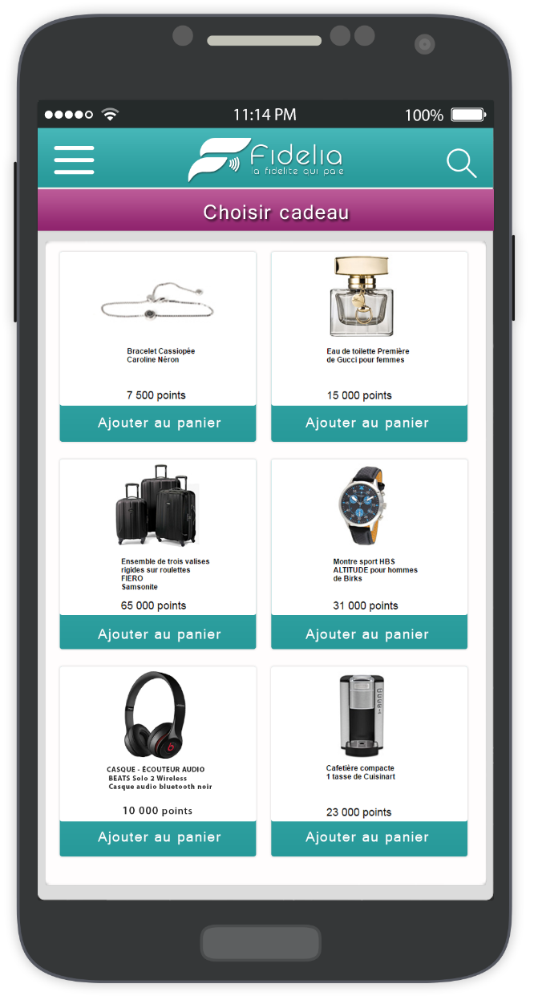 11:14 PM
100%
Fidelia
la fidelite qui paie
Choisir cadeau
Bracelet Cassiopée
Caroline Néron
7 500 points
Ajouter au panier
Eau de toilette Première
de Gucci pour femmes
15 000 points
Ajouter au panier
Ensemble de trois valises
rigides sur roulettes
FIERO
Samsonite
65 000 points
Ajouter au panier
Montre sport HBS
ALTITUDE pour hommes
de Birks
31 000 points
Ajouter au panier
CASQUE - ÉCOUTEUR AUDIO
BEATS Solo 2 Wireless
Casque audio bluetooth noir
10 000 points
Ajouter au panier
Cafetière compacte
1 tasse de Cuisinart
23 000 points
Ajouter au panier